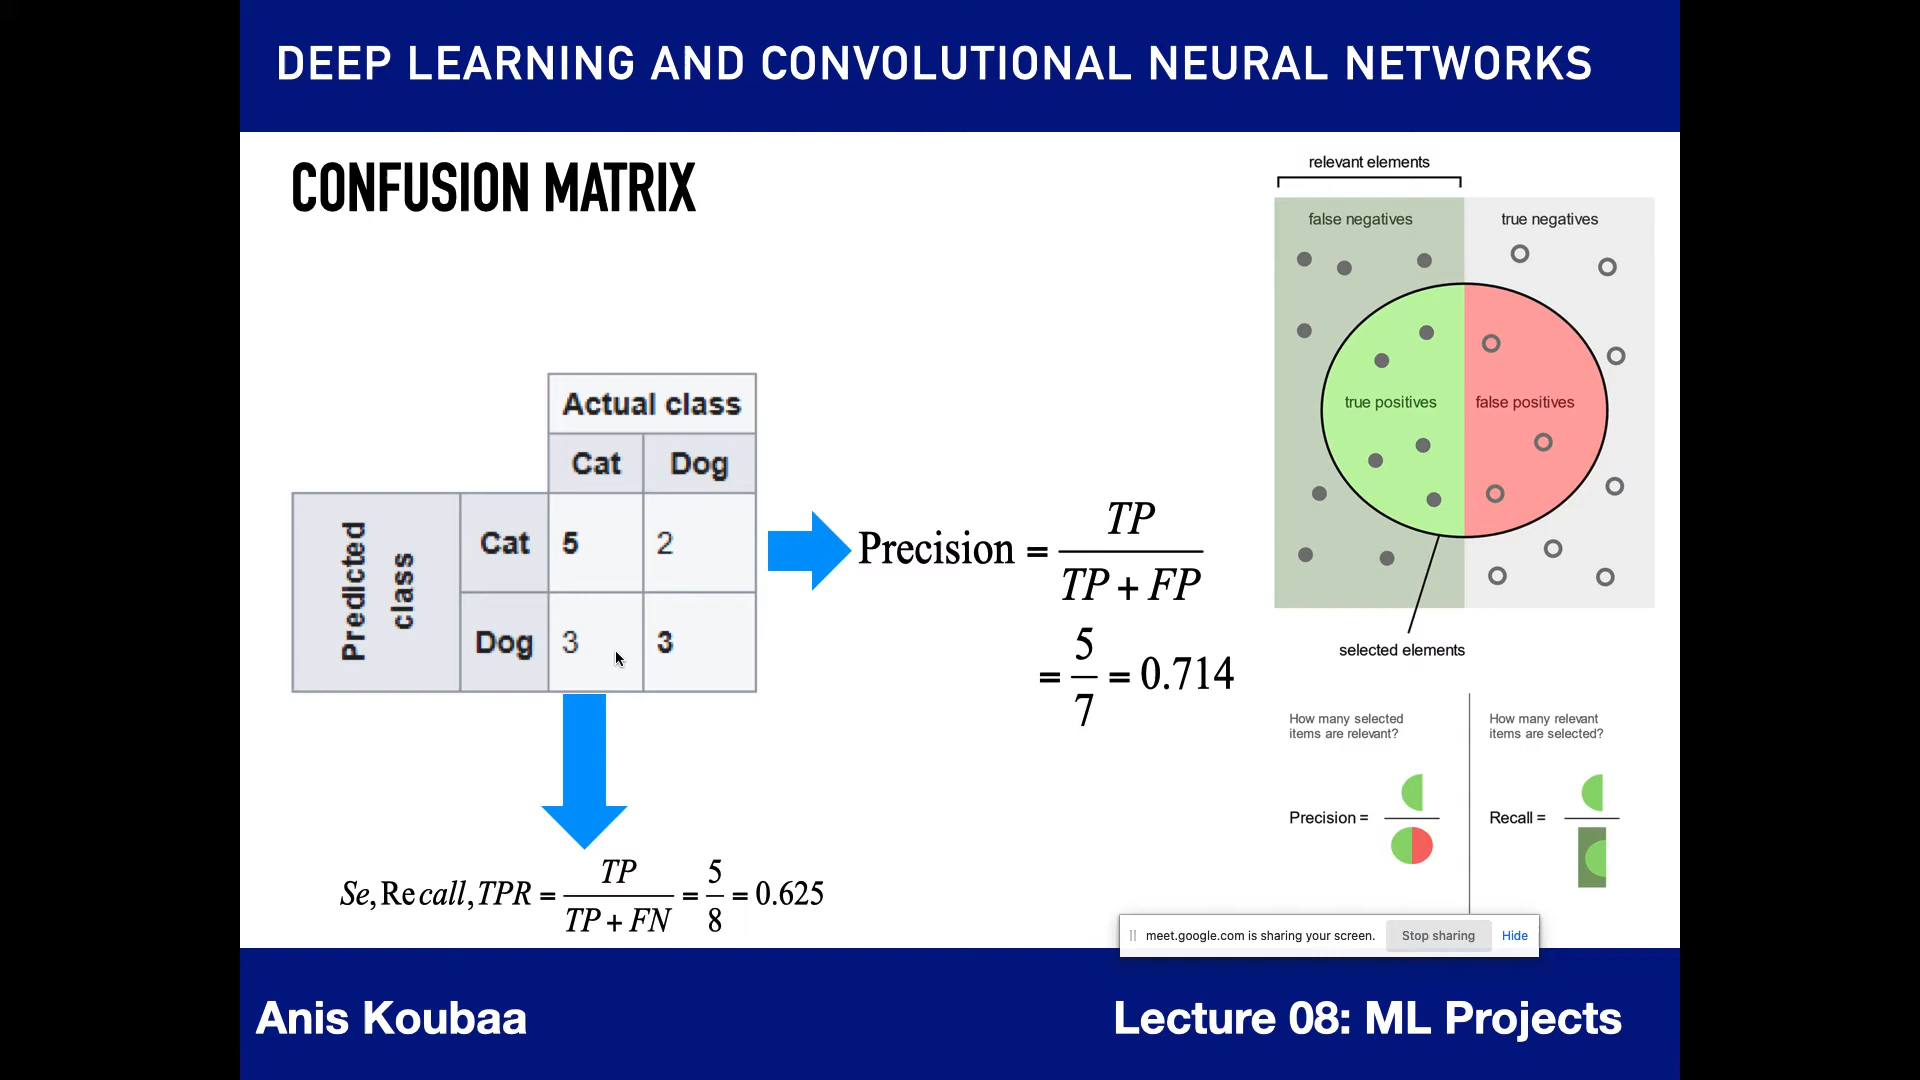 DEEP LEARNING AND CONVOLUTIONAL NEURAL NETWORKS
CONFUSION MATRIX
Actual class
Cat Dog
Predicted class
Cat 5 2
Dog 3 3
Precision = TP / TP + FP
= 5 / 7 = 0.714
Se, Recall, TPR = TP / TP + FN = 5 / 8 = 0.625
relevant elements
false negatives true negatives
true positives false positives
selected elements
How many selected
items are relevant?
Precision =
How many relevant
items are selected?
Recall =
meet.google.com is sharing your screen. Stop sharing Hide
Anis Koubaa
Lecture 08: ML Projects